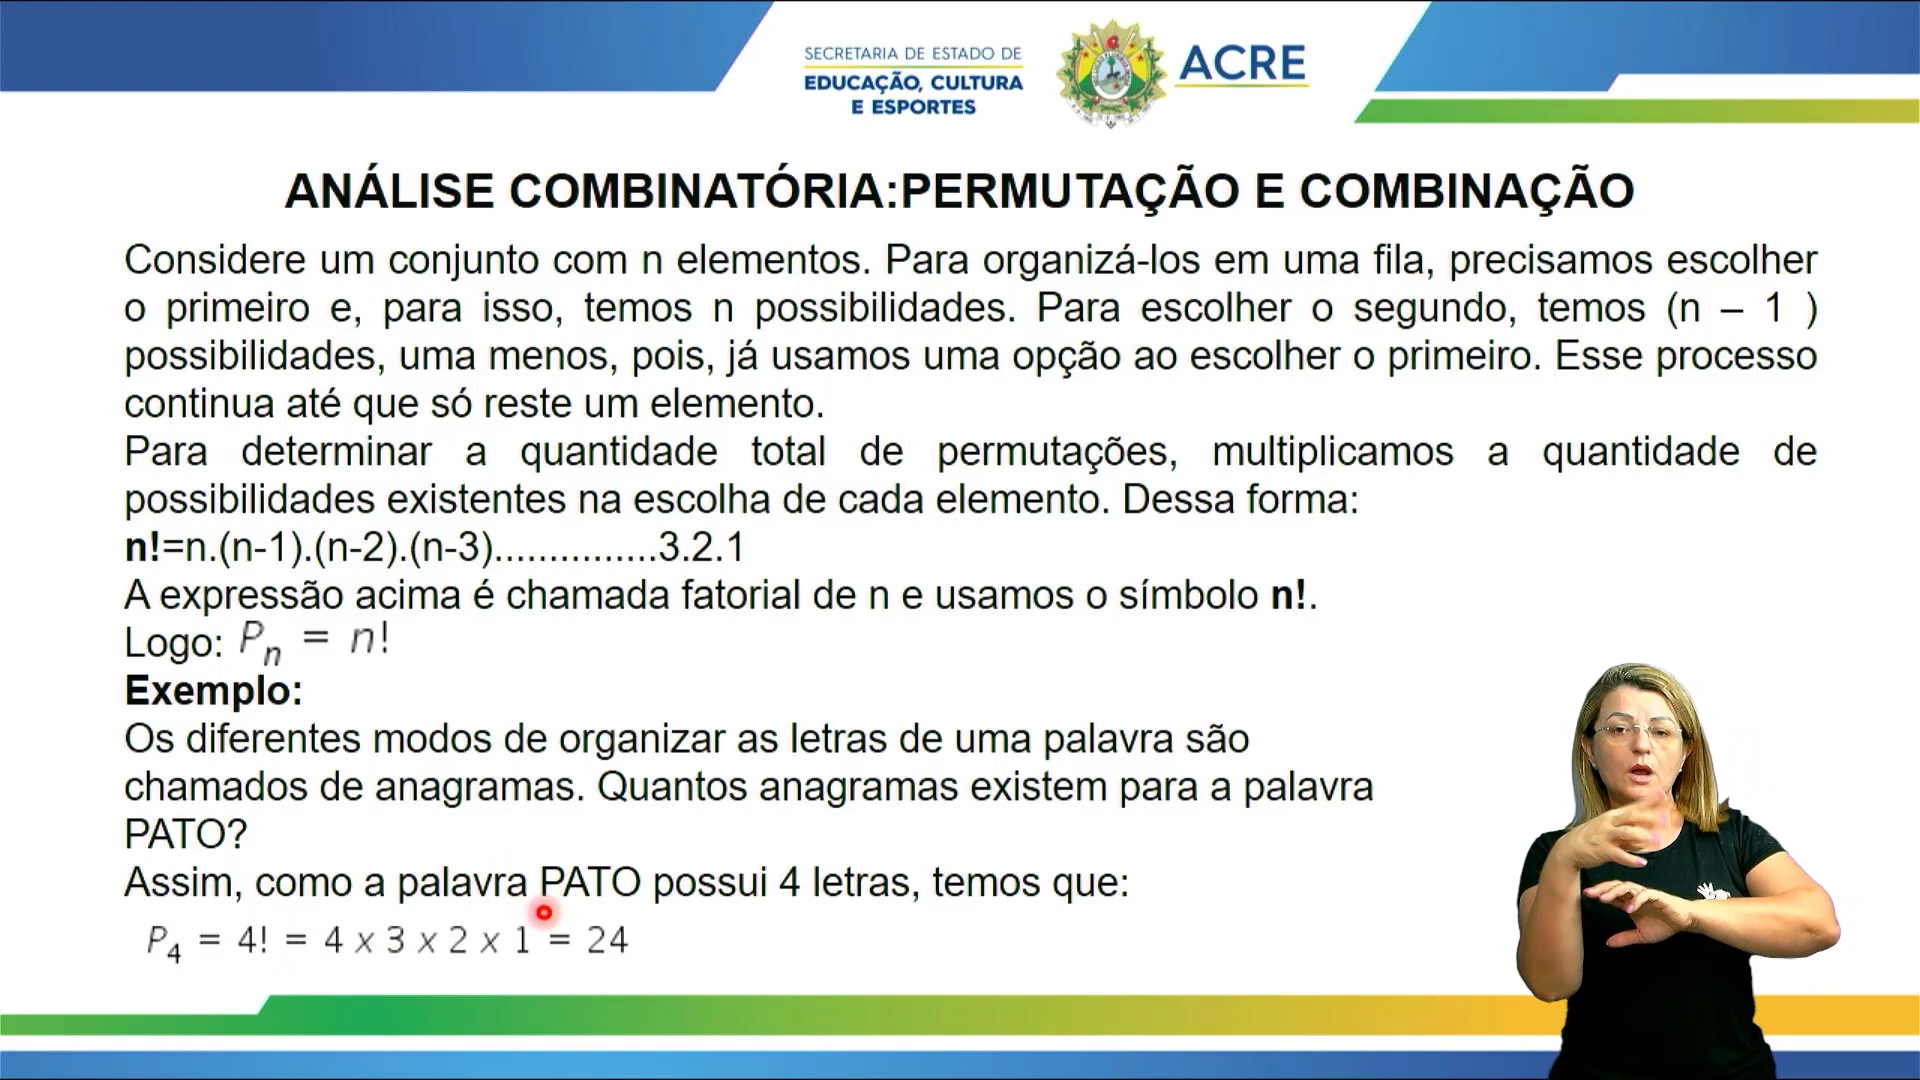 SECRETARIA DE ESTADO DE
EDUCAÇÃO, CULTURA
E ESPORTES
ACRE
ANÁLISE COMBINATÓRIA:PERMUTAÇÃO E COMBINAÇÃO
Considere um conjunto com n elementos. Para organizá-los em uma fila, precisamos escolher
o primeiro e, para isso, temos n possibilidades. Para escolher o segundo, temos (n – 1 )
possibilidades, uma menos, pois, já usamos uma opção ao escolher o primeiro. Esse processo
continua até que só reste um elemento.
Para determinar a quantidade total de permutações, multiplicamos a quantidade de
possibilidades existentes na escolha de cada elemento. Dessa forma:
n!=n.(n-1).(n-2).(n-3)...............3.2.1
A expressão acima é chamada fatorial de n e usamos o símbolo n!.
Logo: Pn = n!
Exemplo:
Os diferentes modos de organizar as letras de uma palavra são
chamados de anagramas. Quantos anagramas existem para a palavra
PATO?
Assim, como a palavra PATO possui 4 letras, temos que:
P4 = 4! = 4 x 3 x 2 x 1 = 24